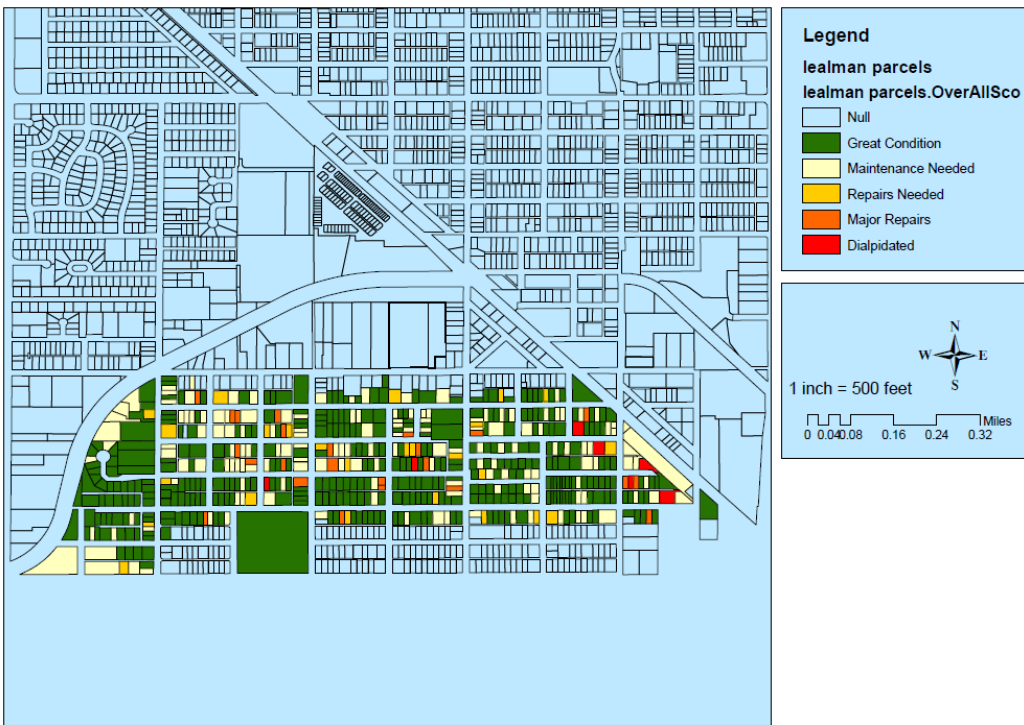 Legend
lealman parcels
lealman parcels.OverAllSco
Null
Great Condition
Maintenance Needed
Repairs Needed
Major Repairs
Dialpidated
N
W E
S
1 inch = 500 feet
Miles
0 0.04 0.08 0.16 0.24 0.32